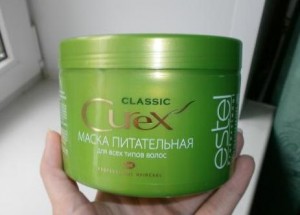 CLASSIC
Curex
МАСКА ПИТАТЕЛЬНАЯ
для всех типов волос
estel